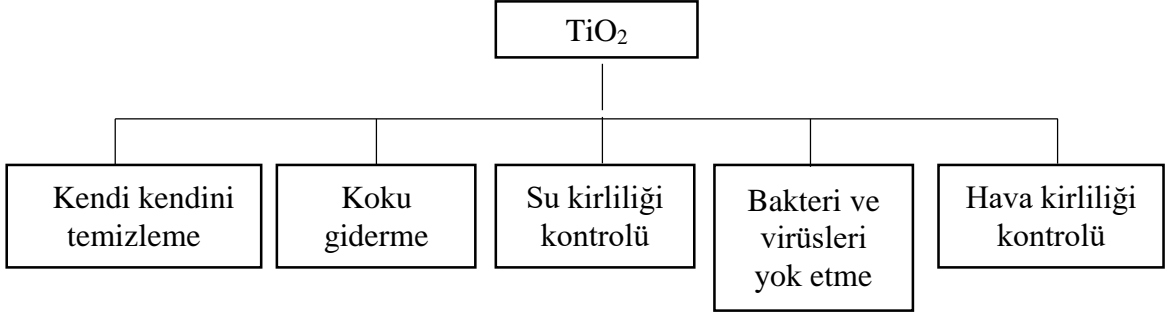 TiO₂
Kendi kendini
temizleme
Koku
giderme
Su kirliliği
kontrolü
Bakteri ve
virüsleri
yok etme
Hava kirliliği
kontrolü